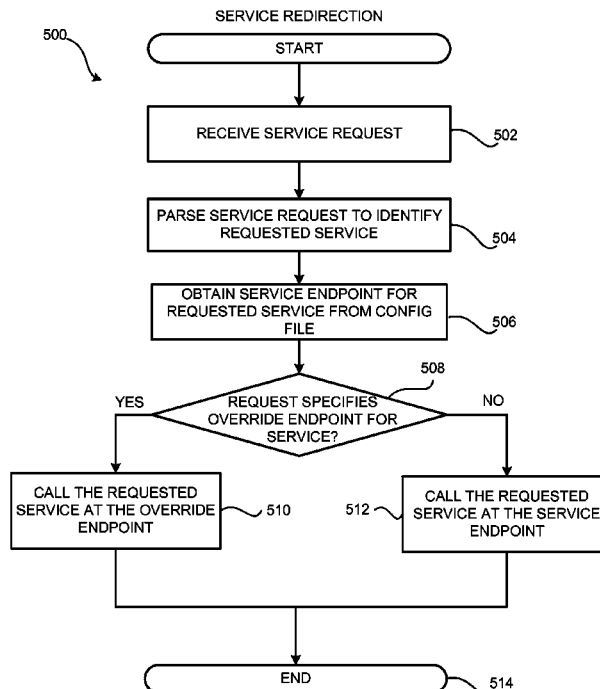 SERVICE REDIRECTION
500
START
RECEIVE SERVICE REQUEST
502
PARSE SERVICE REQUEST TO IDENTIFY
REQUESTED SERVICE
504
OBTAIN SERVICE ENDPOINT FOR
REQUESTED SERVICE FROM CONFIG
FILE
506
508
REQUEST SPECIFIES
OVERRIDE ENDPOINT FOR
SERVICE?
YES
NO
CALL THE REQUESTED
SERVICE AT THE OVERRIDE
ENDPOINT
510
512
CALL THE REQUESTED
SERVICE AT THE SERVICE
ENDPOINT
END
514